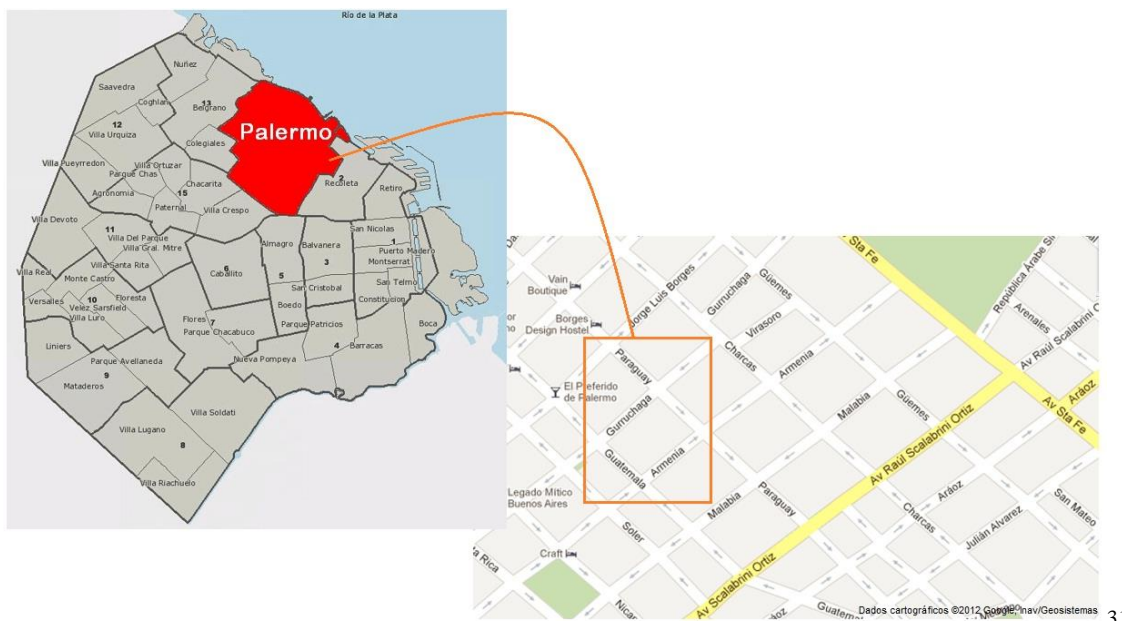 Río de la Plata
Nuñez
Saavedra
Coghlan
13
Belgrano
12
Villa Urquiza
Palermo
Colegiales
Villa Pueyrredon
Villa Ortuzar
Parque Chas
Chacarita
2
Recoleta
Retiro
Agronomia
15
Paternal
Villa Crespo
Villa Devoto
11
Villa Del Parque
Villa Gral. Mitre
Almagro
Balvanera
San Nicolas
1
Puerto Madero
Montserrat
Villa Real
Villa Santa Rita
Monte Castro
6
Caballito
5
3
San Telmo
San Cristobal
Constitucion
Versalles
10
Floresta
Velez Sarsfield
Villa Luro
Flores
7
Parque Chacabuco
Boedo
Parque Patricios
Boca
Liniers
Parque Avellaneda
Nueva Pompeya
4
Barracas
9
Mataderos
Villa Soldati
Villa Lugano
8
Villa Riachuelo
Av Sta Fe
República Árabe
Vain
Boutique
Jorge Luis Borges
Gurruchaga
Güemes
Arenales
Borges
Design Hostel
Virasoro
Av Raúl Scalabrini
Paraguay
Charcas
Armenia
El Preferido
de Palermo
Gurruchaga
Malabia
Güemes
Av Sta Fe
Aráoz
Av Raúl Scalabrini Ortiz
Guatemala
Armenia
Legado Mítico
Buenos Aires
Malabia
Paraguay
Aráoz
San Mateo
Soler
Charcas
Julián Alvarez
Craft
Av Scalabrini Ortiz
Aráoz
Dados cartográficos ©2012 Google, Inav/Geosistemas